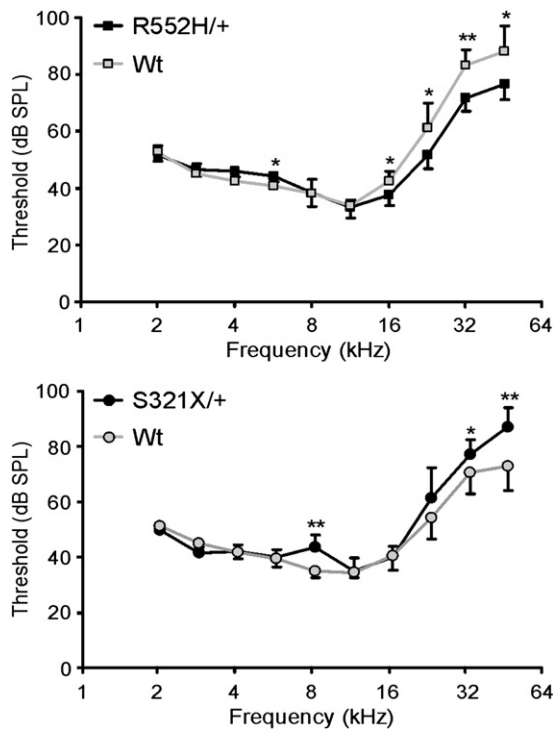 R552H/+
Wt
Threshold (dB SPL)
100
80
60
40
20
0
*
*
*
**
*
1 2 4 8 16 32 64
Frequency (kHz)
S321X/+
Wt
Threshold (dB SPL)
100
80
60
40
20
0
**
*
**
1 2 4 8 16 32 64
Frequency (kHz)